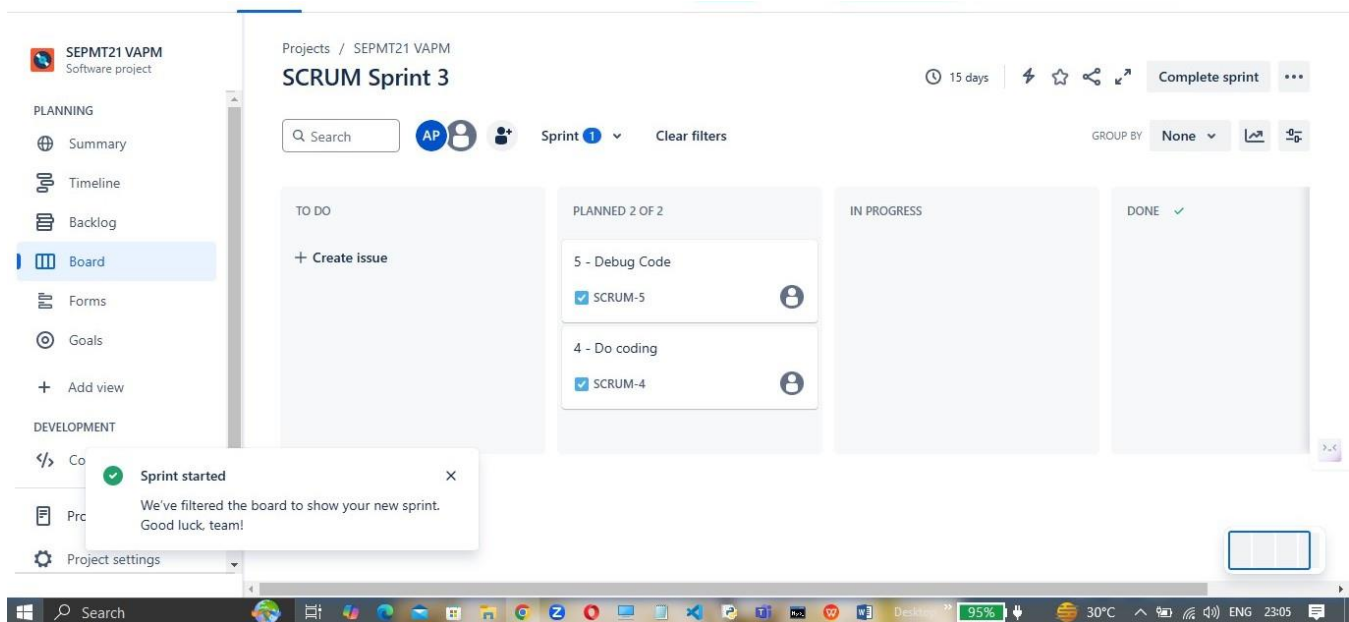 SEPMT21 VAPM
Software project
PLANNING
Summary
Timeline
Backlog
Board
Forms
Goals
Add view
DEVELOPMENT
Co
Pro
Project settings
Projects / SEPMT21 VAPM
SCRUM Sprint 3
15 days
Complete sprint
Search
AP
Sprint 1
Clear filters
GROUP BY None
TO DO
+ Create issue
PLANNED 2 OF 2
5 - Debug Code
SCRUM-5
4 - Do coding
SCRUM-4
IN PROGRESS
DONE
Sprint started
We've filtered the board to show your new sprint.
Good luck, team!
Search
Desktop
95%
30°C
ENG
23:05